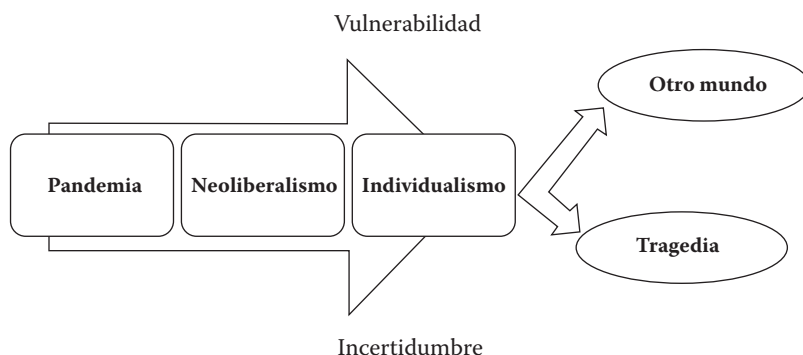 Vulnerabilidad
Otro mundo
Pandemia
Neoliberalismo
Individualismo
Tragedia
Incertidumbre